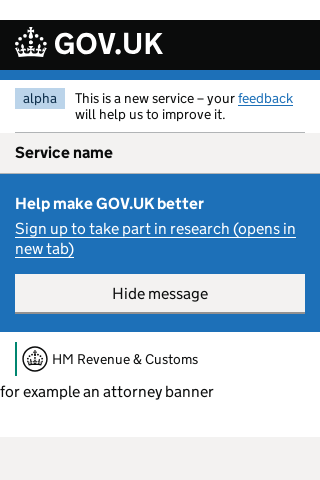 GOV.UK
alpha
This is a new service – your feedback
will help us to improve it.
Service name
Help make GOV.UK better
Sign up to take part in research (opens in
new tab)
Hide message
HM Revenue & Customs
for example an attorney banner